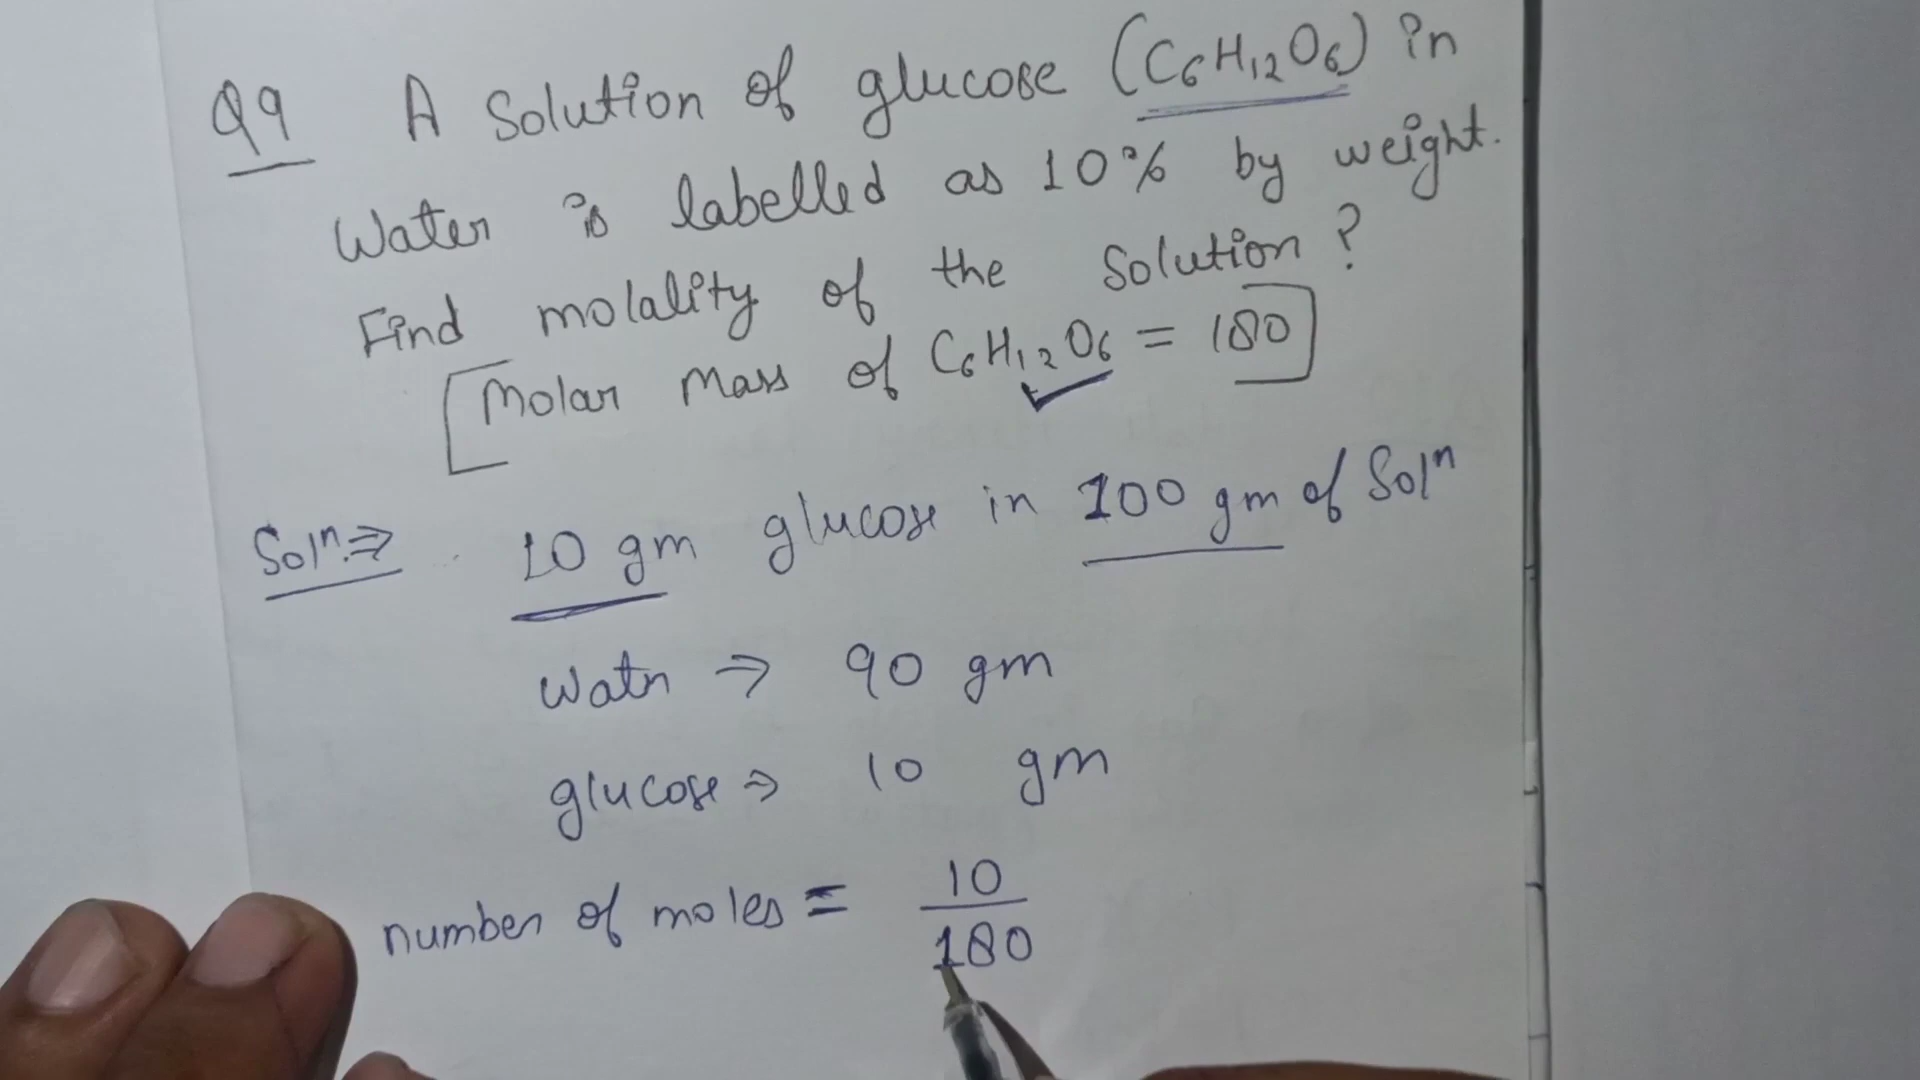 Q9 A Solution of glucose (C6H12O6) in
Water is labelled as 10% by weight.
Find molality of the Solution?
[Molar Mass of C6H12O6 = 180]
Solⁿ⇒ 10 gm glucose in 100 gm of Solⁿ
Water → 90 gm
glucose ⇒ 10 gm
number of moles = 10
180